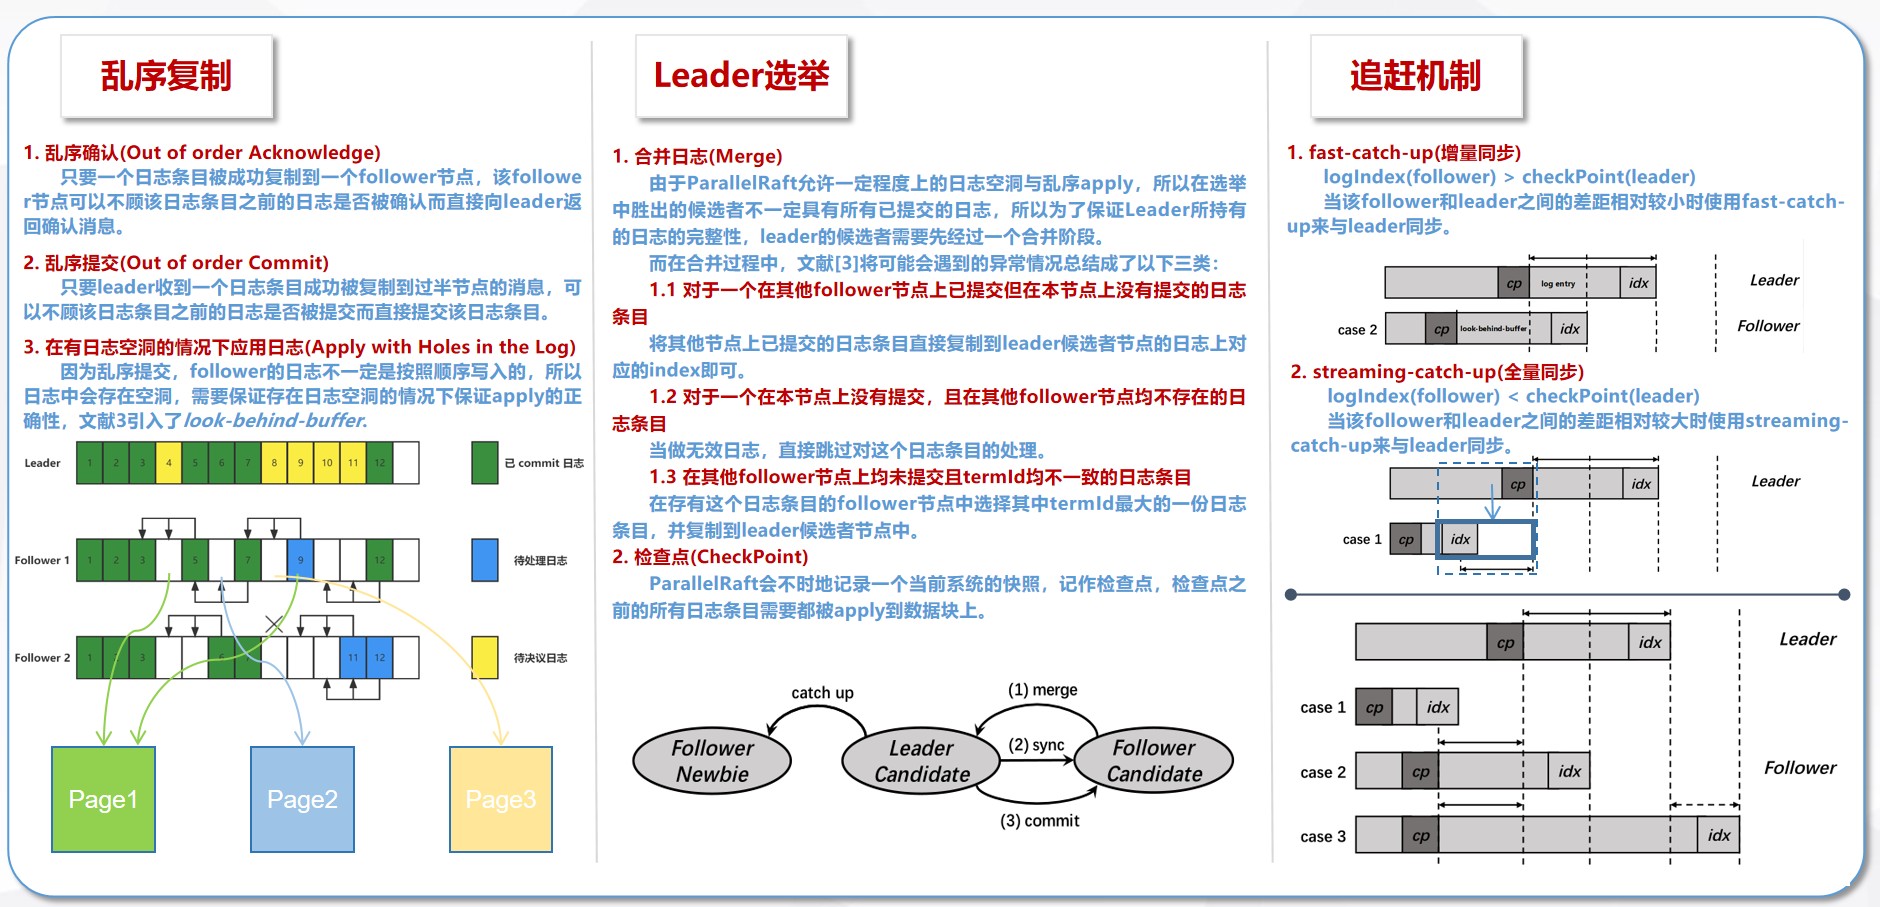 乱序复制
1. 乱序确认(Out of order Acknowledge)
只要一个日志条目被成功复制到一个follower节点，该followe
r节点可以不顾该日志条目之前的日志是否被确认而直接向leader返
回确认消息。
2. 乱序提交(Out of order Commit)
只要leader收到一个日志条目成功被复制到过半节点的消息，可
以不顾该日志条目之前的日志是否被提交而直接提交该日志条目。
3. 在有日志空洞的情况下应用日志(Apply with Holes in the Log)
因为乱序提交，follower的日志不一定是按照顺序写入的，所以
日志中会存在空洞，需要保证存在日志空洞的情况下保证apply的正
确性，文献3引入了look-behind-buffer.
Leader 1 2 3 4 5 6 7 8 9 10 11 12 已 commit 日志
Follower 1 1 2 3 5 7 9 12 待处理日志
Follower 2 1 2 3 6 7 11 12 待决议日志
Page1 Page2 Page3
Leader选举
1. 合并日志(Merge)
由于ParallelRaft允许一定程度上的日志空洞与乱序apply，所以在选举
中胜出的候选者不一定具有所有已提交的日志，所以为了保证Leader所持有
的日志的完整性，leader的候选者需要先经过一个合并阶段。
而在合并过程中，文献[3]将可能会遇到的异常情况总结成了以下三类：
1.1 对于一个在其他follower节点上已提交但在本节点上没有提交的日志
条目
将其他节点上已提交的日志条目直接复制到leader候选者节点的日志上对
应的index即可。
1.2 对于一个在本节点上没有提交，且在其他follower节点均不存在的日
志条目
当做无效日志，直接跳过对这个日志条目的处理。
1.3 在其他follower节点上均未提交且termId均不一致的日志条目
在存有这个日志条目的follower节点中选择其中termId最大的一份日志
条目，并复制到leader候选者节点中。
2. 检查点(CheckPoint)
ParallelRaft会不时地记录一个当前系统的快照，记作检查点，检查点之
前的所有日志条目需要都被apply到数据块上。
catch up
(1) merge
Follower
Newbie
Leader
Candidate
(2) sync
Follower
Candidate
(3) commit
追赶机制
1. fast-catch-up(增量同步)
logIndex(follower) > checkPoint(leader)
当该follower和leader之间的差距相对较小时使用fast-catch-
up来与leader同步。
cp log entry idx Leader
case 2 cp look-behind-buffer idx Follower
2. streaming-catch-up(全量同步)
logIndex(follower) < checkPoint(leader)
当该follower和leader之间的差距相对较大时使用streaming-
catch-up来与leader同步。
cp idx Leader
case 1 cp idx
cp idx Leader
case 1 cp idx
case 2 cp idx Follower
case 3 cp idx